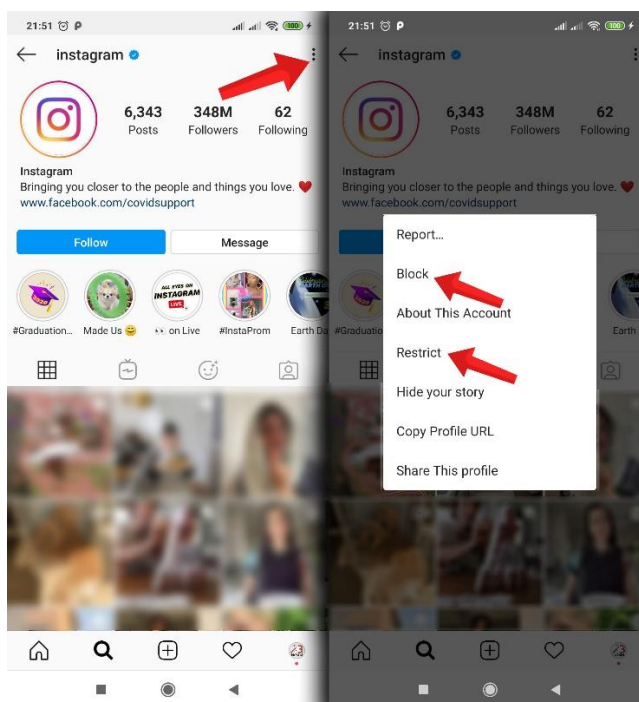 21:51
100
instagram
6,343 348M 62
Posts Followers Following
Instagram
Bringing you closer to the people and things you love. ❤️
www.facebook.com/covidsupport
Follow Message
2020
ALL EYES ON
INSTAGRAM
LIVE
#Graduation... Made Us 😊 👀 on Live #InstaProm Earth Da
21:51
100
instagram
6,343 348M 62
Posts Followers Following
Instagram
Bringing you closer to the people and things you love. ❤️
www.facebook.com/covidsupport
Report...
Block
About This Account
Restrict
Hide your story
Copy Profile URL
Share This profile
#Graduatio Earth